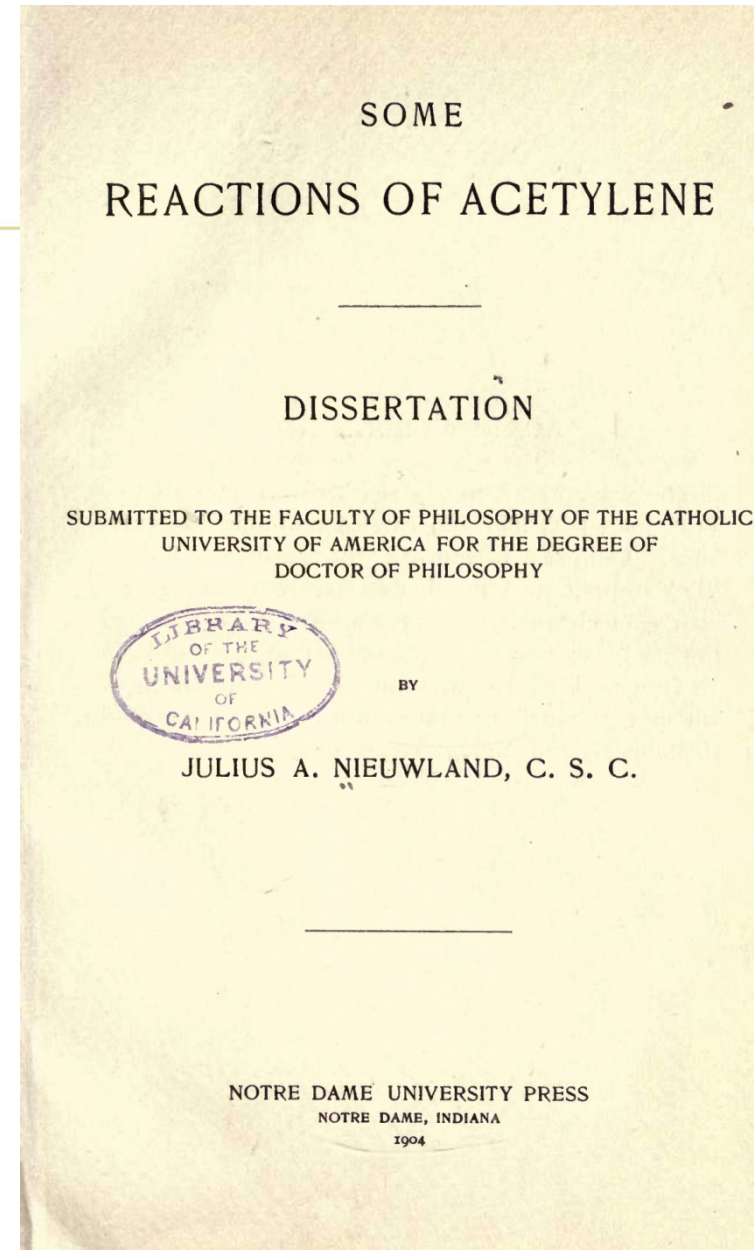 SOME
REACTIONS OF ACETYLENE
DISSERTATION
SUBMITTED TO THE FACULTY OF PHILOSOPHY OF THE CATHOLIC
UNIVERSITY OF AMERICA FOR THE DEGREE OF
DOCTOR OF PHILOSOPHY
LIBRARY
OF THE
UNIVERSITY
OF
CALIFORNIA
BY
JULIUS A. NIEUWLAND, C. S. C.
NOTRE DAME UNIVERSITY PRESS
NOTRE DAME, INDIANA
1904